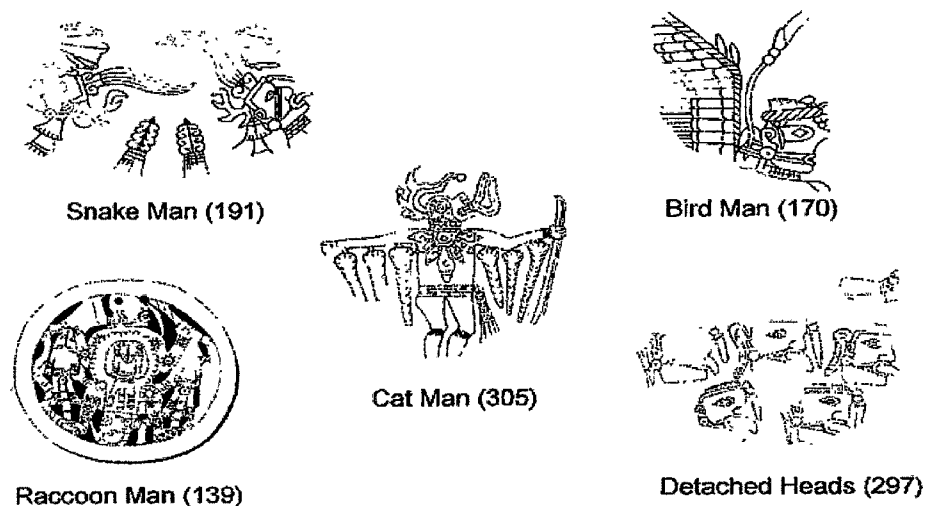 Snake Man (191)
Bird Man (170)
Cat Man (305)
Raccoon Man (139)
Detached Heads (297)